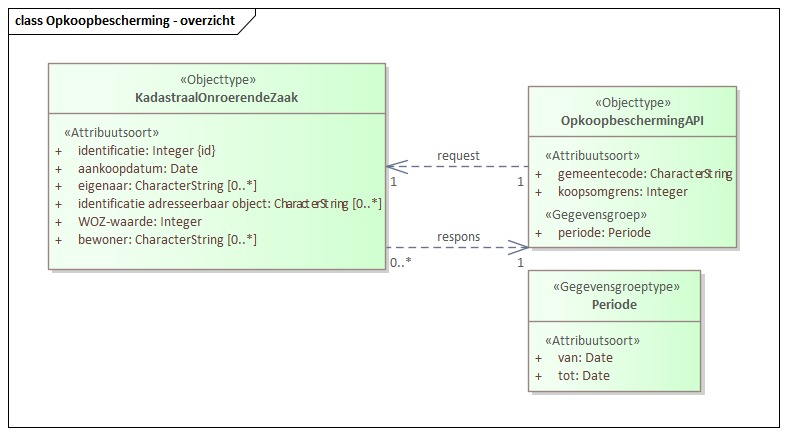 class Opkoopbescherming - overzicht
«Objecttype»
KadastraalOnroerendeZaak
«Attribuutsoort»
+ identificatie: Integer {id}
+ aankoopdatum: Date
+ eigenaar: CharacterString [0..*]
+ identificatie adresseerbaar object: CharacterString [0..*]
+ WOZ-waarde: Integer
+ bewoner: CharacterString [0..*]
request
1
1
respons
0..*
1
«Objecttype»
OpkoopbeschermingAPI
«Attribuutsoort»
+ gemeentecode: CharacterString
+ koopsomgrens: Integer
«Gegevensgroep»
+ periode: Periode
«Gegevensgroeptype»
Periode
«Attribuutsoort»
+ van: Date
+ tot: Date